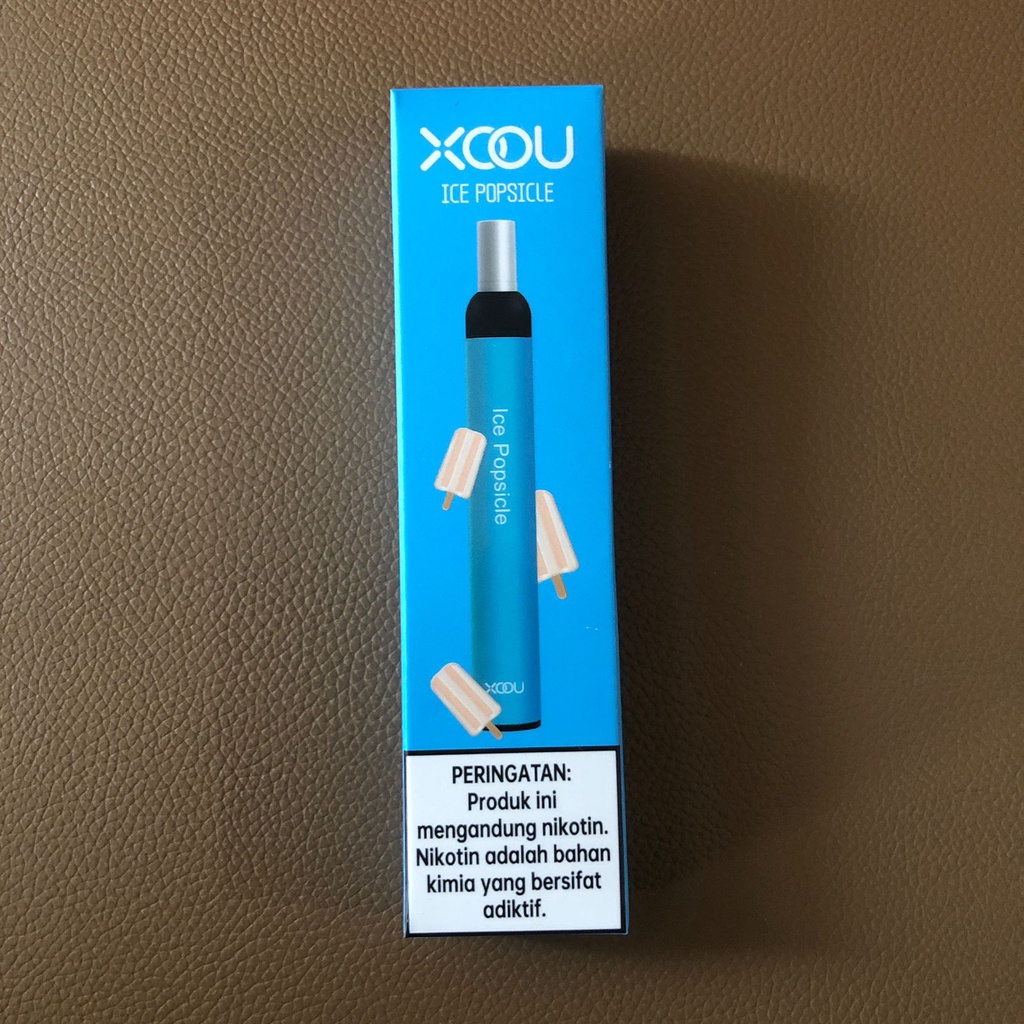 XOOU
ICE POPSICLE
Ice Popsicle
XOOU
PERINGATAN:
Produk ini
mengandung nikotin.
Nikotin adalah bahan
kimia yang bersifat
adiktif.